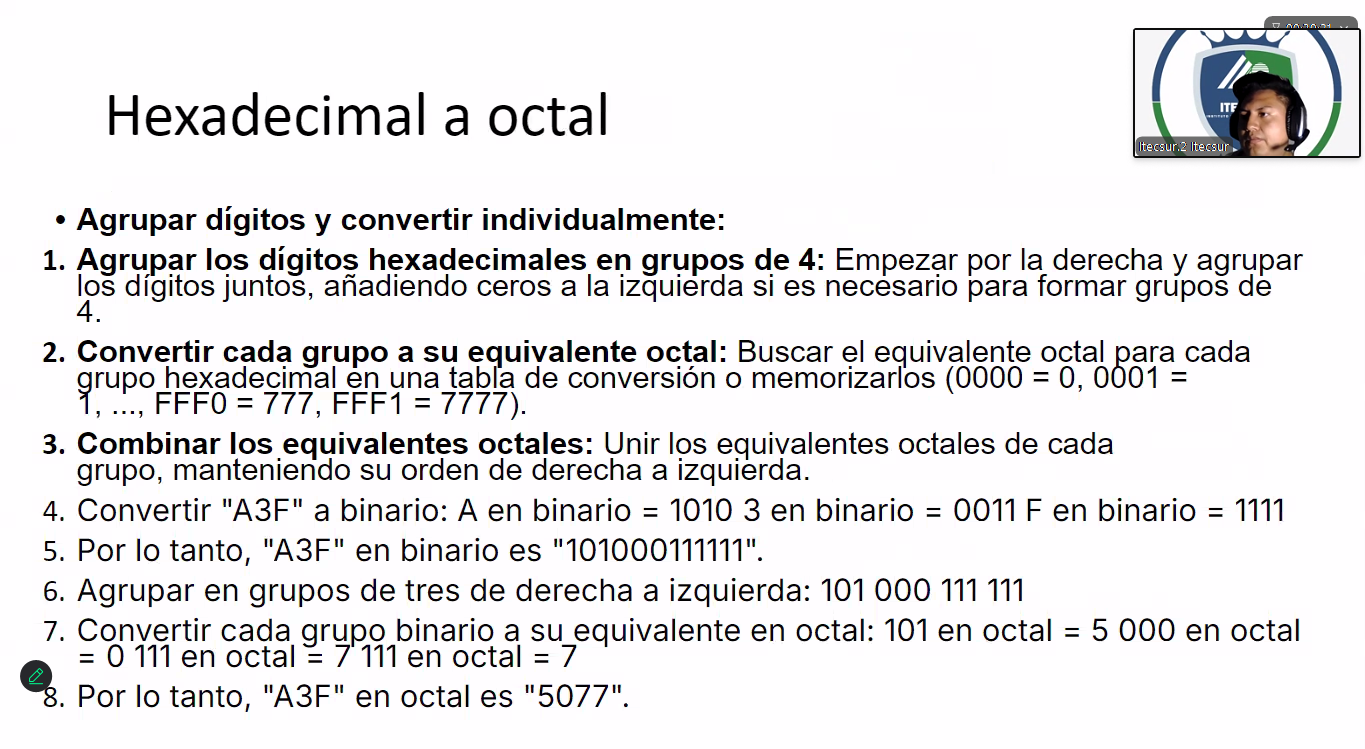 Hexadecimal a octal
ITE
Itecsur.2 Itecsur
• Agrupar dígitos y convertir individualmente:
1. Agrupar los dígitos hexadecimales en grupos de 4: Empezar por la derecha y agrupar
los dígitos juntos, añadiendo ceros a la izquierda si es necesario para formar grupos de
4.
2. Convertir cada grupo a su equivalente octal: Buscar el equivalente octal para cada
grupo hexadecimal en una tabla de conversión o memorizarlos (0000 = 0, 0001 =
1, ..., FFF0 = 777, FFF1 = 7777).
3. Combinar los equivalentes octales: Unir los equivalentes octales de cada
grupo, manteniendo su orden de derecha a izquierda.
4. Convertir "A3F" a binario: A en binario = 1010 3 en binario = 0011 F en binario = 1111
5. Por lo tanto, "A3F" en binario es "101000111111".
6. Agrupar en grupos de tres de derecha a izquierda: 101 000 111 111
7. Convertir cada grupo binario a su equivalente en octal: 101 en octal = 5 000 en octal
= 0 111 en octal = 7 111 en octal = 7
8. Por lo tanto, "A3F" en octal es "5077".